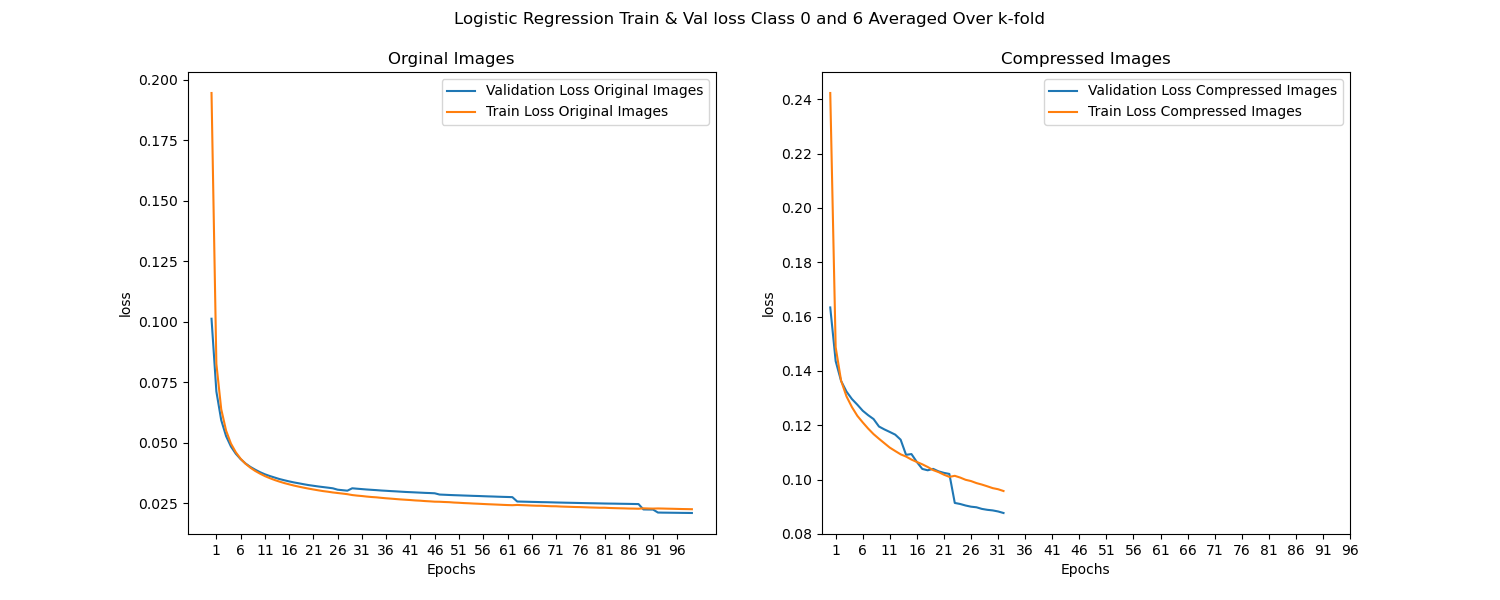 Logistic Regression Train & Val loss Class 0 and 6 Averaged Over k-fold
Orginal Images
Validation Loss Original Images
Train Loss Original Images
0.200
0.175
0.150
0.125
0.100
0.075
0.050
0.025
loss
1 6 11 16 21 26 31 36 41 46 51 56 61 66 71 76 81 86 91 96
Epochs
Compressed Images
Validation Loss Compressed Images
Train Loss Compressed Images
0.24
0.22
0.20
0.18
0.16
0.14
0.12
0.10
0.08
loss
1 6 11 16 21 26 31 36 41 46 51 56 61 66 71 76 81 86 91 96
Epochs